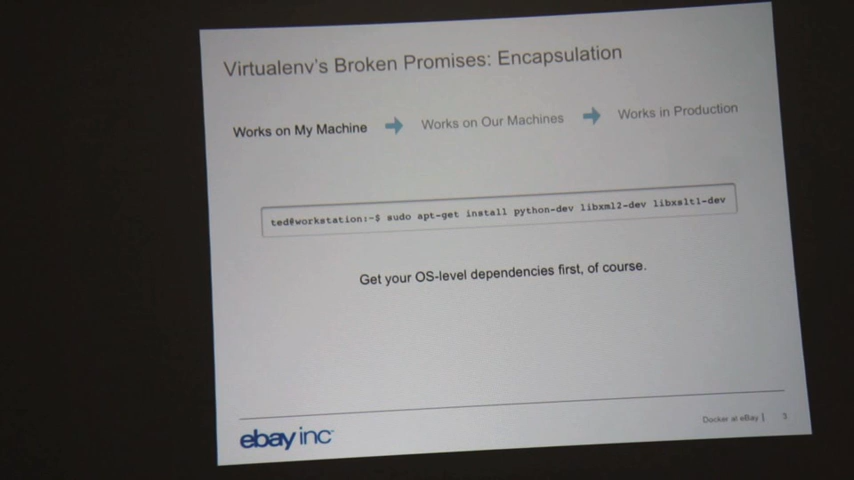 Virtualenv's Broken Promises: Encapsulation
Works on My Machine
Works on Our Machines
Works in Production
ted@workstation:~$ sudo apt-get install python-dev libxml2-dev libxslt1-dev
Get your OS-level dependencies first, of course.
ebay inc
Docker at eBay | 5